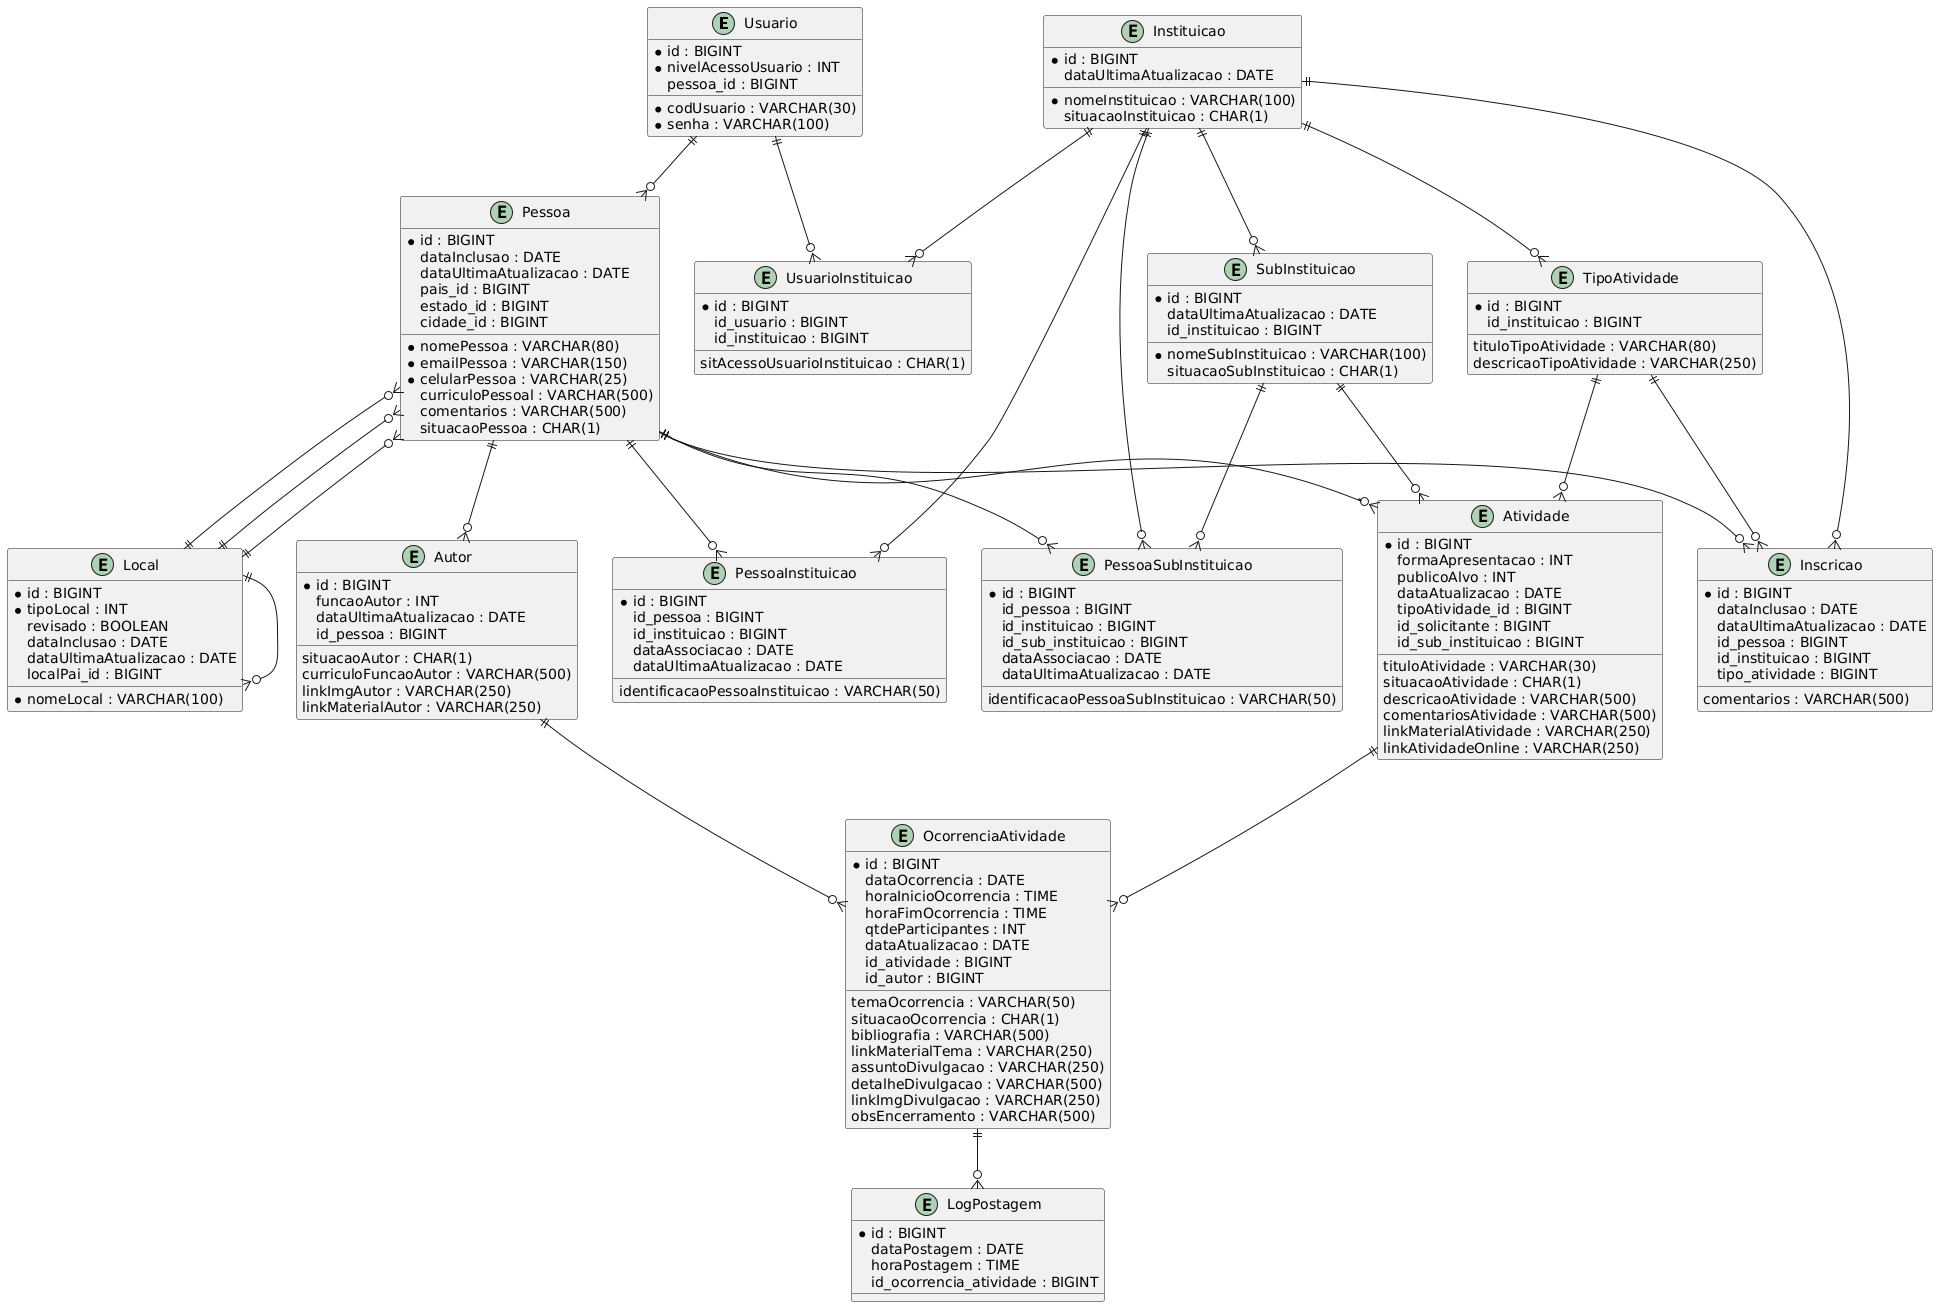 E Usuario
* id : BIGINT
* nivelAcessoUsuario : INT
pessoa_id : BIGINT
* codUsuario : VARCHAR(30)
* senha : VARCHAR(100)
E Instituicao
* id : BIGINT
dataUltimaAtualizacao : DATE
* nomeInstituicao : VARCHAR(100)
situacaoInstituicao : CHAR(1)
E Pessoa
* id : BIGINT
dataInclusao : DATE
dataUltimaAtualizacao : DATE
pais_id : BIGINT
estado_id : BIGINT
cidade_id : BIGINT
* nomePessoa : VARCHAR(80)
* emailPessoa : VARCHAR(150)
* celularPessoa : VARCHAR(25)
curriculoPessoal : VARCHAR(500)
comentarios : VARCHAR(500)
situacaoPessoa : CHAR(1)
E UsuarioInstituicao
* id : BIGINT
id_usuario : BIGINT
id_instituicao : BIGINT
sitAcessoUsuarioInstituicao : CHAR(1)
E SubInstituicao
* id : BIGINT
dataUltimaAtualizacao : DATE
id_instituicao : BIGINT
* nomeSubInstituicao : VARCHAR(100)
situacaoSubInstituicao : CHAR(1)
E TipoAtividade
* id : BIGINT
id_instituicao : BIGINT
tituloTipoAtividade : VARCHAR(80)
descricaoTipoAtividade : VARCHAR(250)
E Local
* id : BIGINT
* tipoLocal : INT
revisado : BOOLEAN
dataInclusao : DATE
dataUltimaAtualizacao : DATE
localPai_id : BIGINT
* nomeLocal : VARCHAR(100)
E Autor
* id : BIGINT
funcaoAutor : INT
dataUltimaAtualizacao : DATE
id_pessoa : BIGINT
situacaoAutor : CHAR(1)
curriculoFuncaoAutor : VARCHAR(500)
linkImgAutor : VARCHAR(250)
linkMaterialAutor : VARCHAR(250)
E PessoaInstituicao
* id : BIGINT
id_pessoa : BIGINT
id_instituicao : BIGINT
dataAssociacao : DATE
dataUltimaAtualizacao : DATE
identificacaoPessoaInstituicao : VARCHAR(50)
E PessoaSubInstituicao
* id : BIGINT
id_pessoa : BIGINT
id_instituicao : BIGINT
id_sub_instituicao : BIGINT
dataAssociacao : DATE
dataUltimaAtualizacao : DATE
identificacaoPessoaSubInstituicao : VARCHAR(50)
E Atividade
* id : BIGINT
formaApresentacao : INT
publicoAlvo : INT
dataAtualizacao : DATE
tipoAtividade_id : BIGINT
id_solicitante : BIGINT
id_sub_instituicao : BIGINT
tituloAtividade : VARCHAR(30)
situacaoAtividade : CHAR(1)
descricaoAtividade : VARCHAR(500)
comentariosAtividade : VARCHAR(500)
linkMaterialAtividade : VARCHAR(250)
linkAtividadeOnline : VARCHAR(250)
E Inscricao
* id : BIGINT
dataInclusao : DATE
dataUltimaAtualizacao : DATE
id_pessoa : BIGINT
id_instituicao : BIGINT
tipo_atividade : BIGINT
comentarios : VARCHAR(500)
E OcorrenciaAtividade
* id : BIGINT
dataOcorrencia : DATE
horaInicioOcorrencia : TIME
horaFimOcorrencia : TIME
qtdeParticipantes : INT
dataAtualizacao : DATE
id_atividade : BIGINT
id_autor : BIGINT
temaOcorrencia : VARCHAR(50)
situacaoOcorrencia : CHAR(1)
bibliografia : VARCHAR(500)
linkMaterialTema : VARCHAR(250)
assuntoDivulgacao : VARCHAR(250)
detalheDivulgacao : VARCHAR(500)
linkImgDivulgacao : VARCHAR(250)
obsEncerramento : VARCHAR(500)
E LogPostagem
* id : BIGINT
dataPostagem : DATE
horaPostagem : TIME
id_ocorrencia_atividade : BIGINT